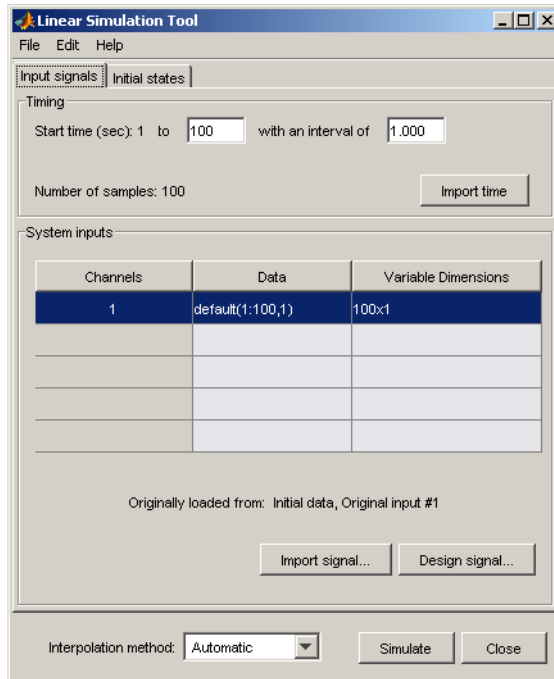 Linear Simulation Tool
File Edit Help
Input signals Initial states
Timing
Start time (sec): 1 to 100 with an interval of 1.000
Number of samples: 100 Import time
System inputs
Channels Data Variable Dimensions
1 default(1:100,1) 100x1
Originally loaded from: Initial data, Original input #1
Import signal... Design signal...
Interpolation method: Automatic Simulate Close